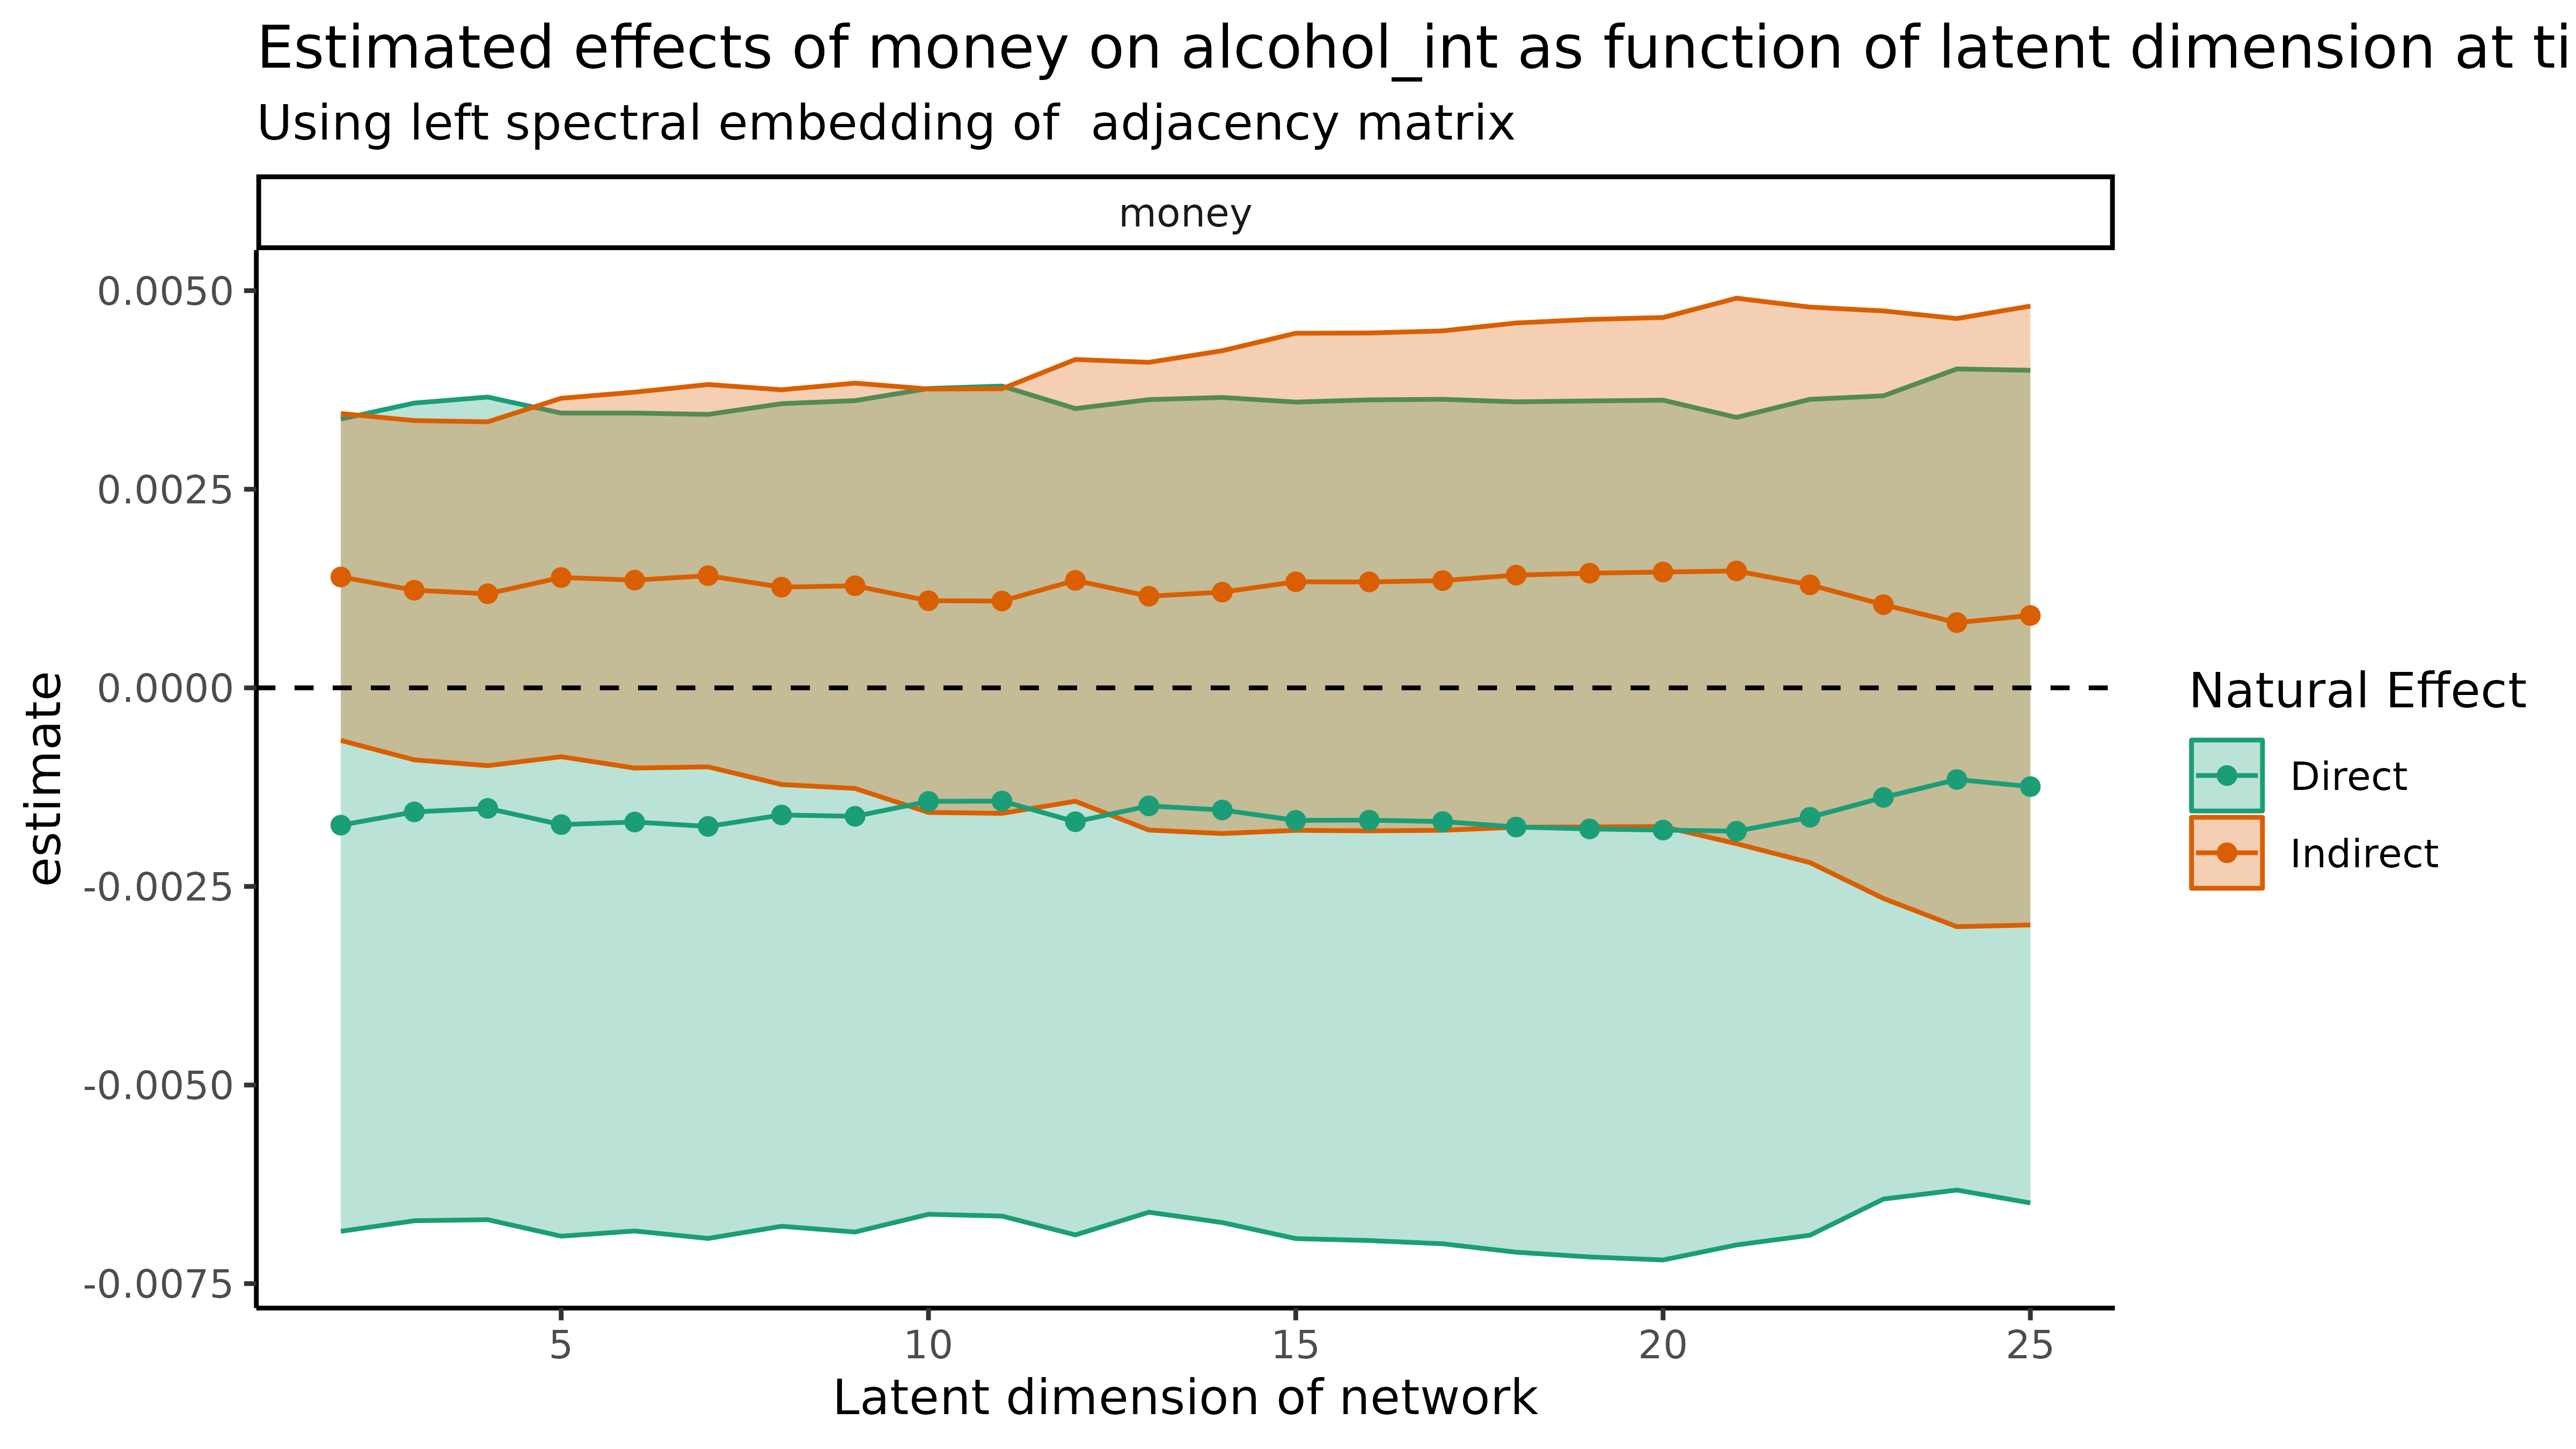 Estimated effects of money on alcohol_int as function of latent dimension at ti
Using left spectral embedding of  adjacency matrix
money
0.0050
0.0025
0.0000
-0.0025
-0.0050
-0.0075
estimate
5 10 15 20 25
Latent dimension of network
Natural Effect
Direct
Indirect